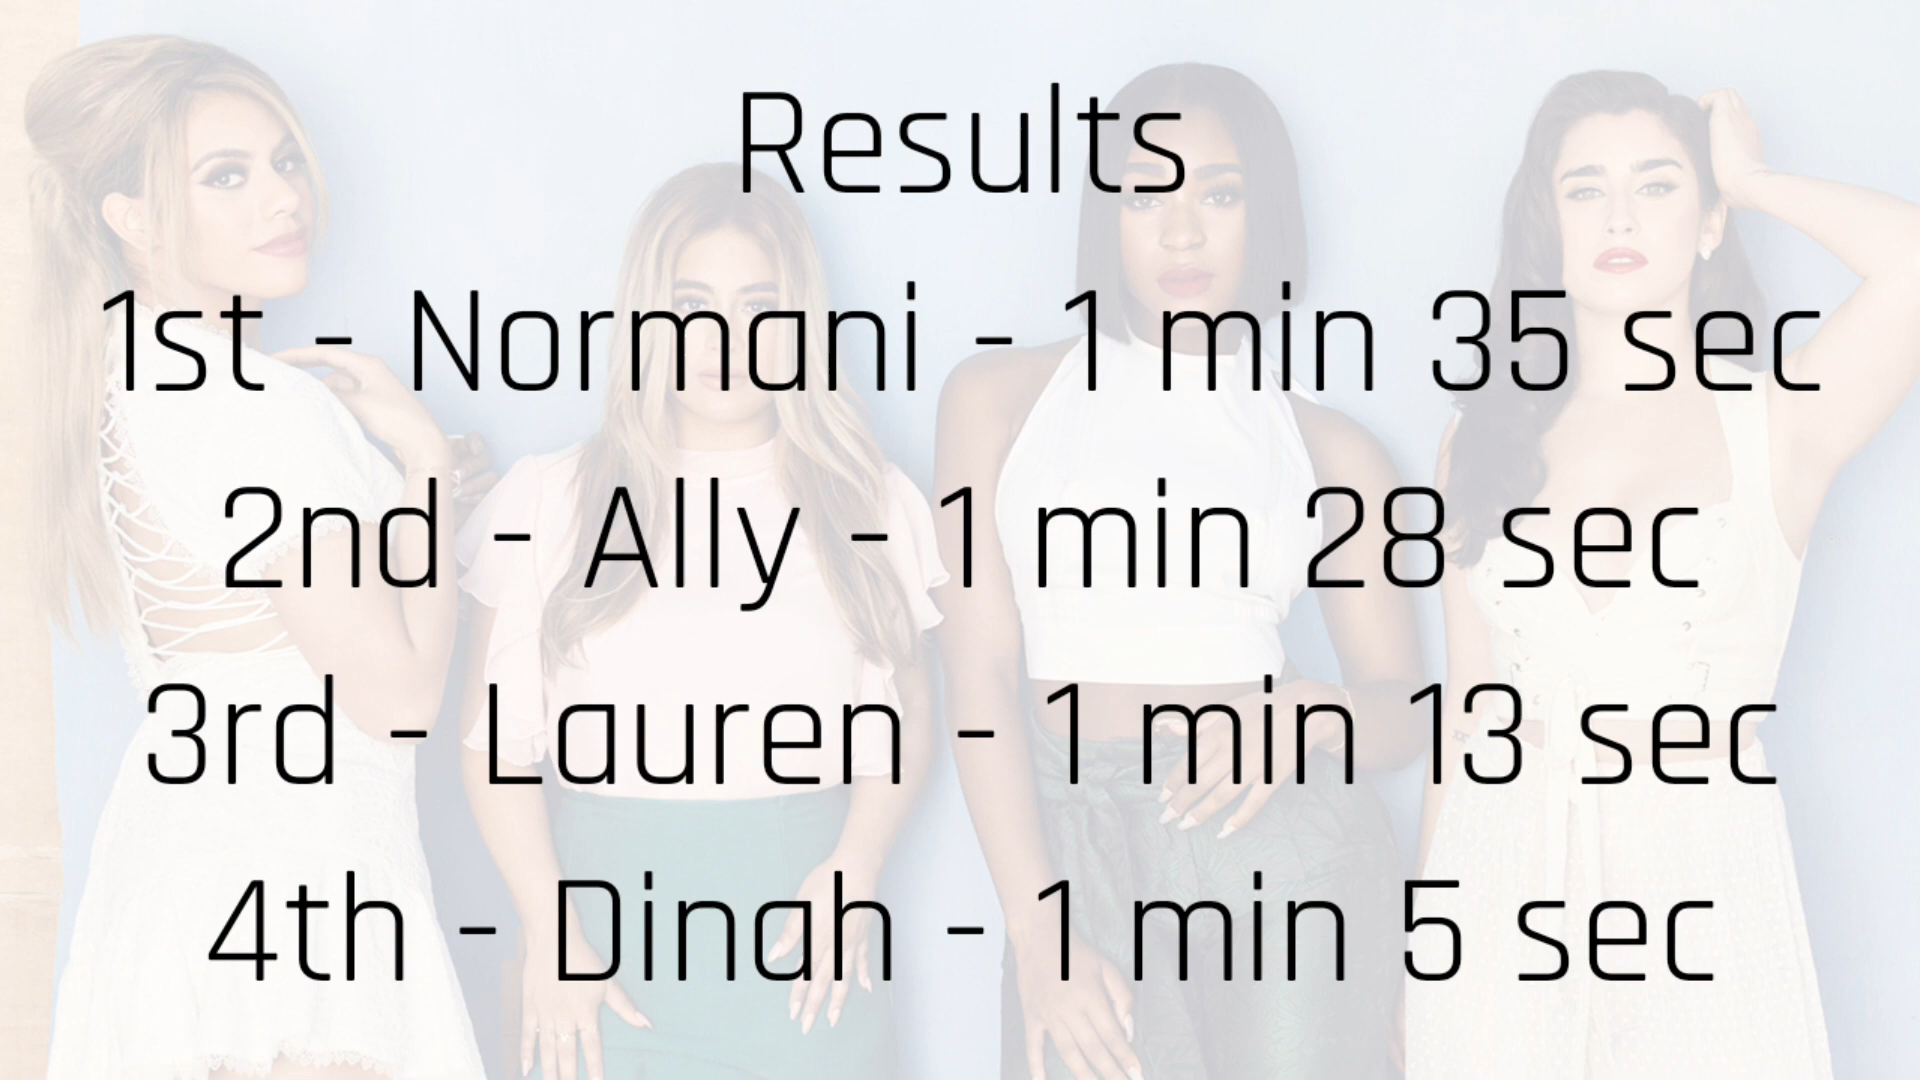 Results
1st - Normani - 1 min 35 sec
2nd - Ally - 1 min 28 sec
3rd - Lauren - 1 min 13 sec
4th - Dinah - 1 min 5 sec